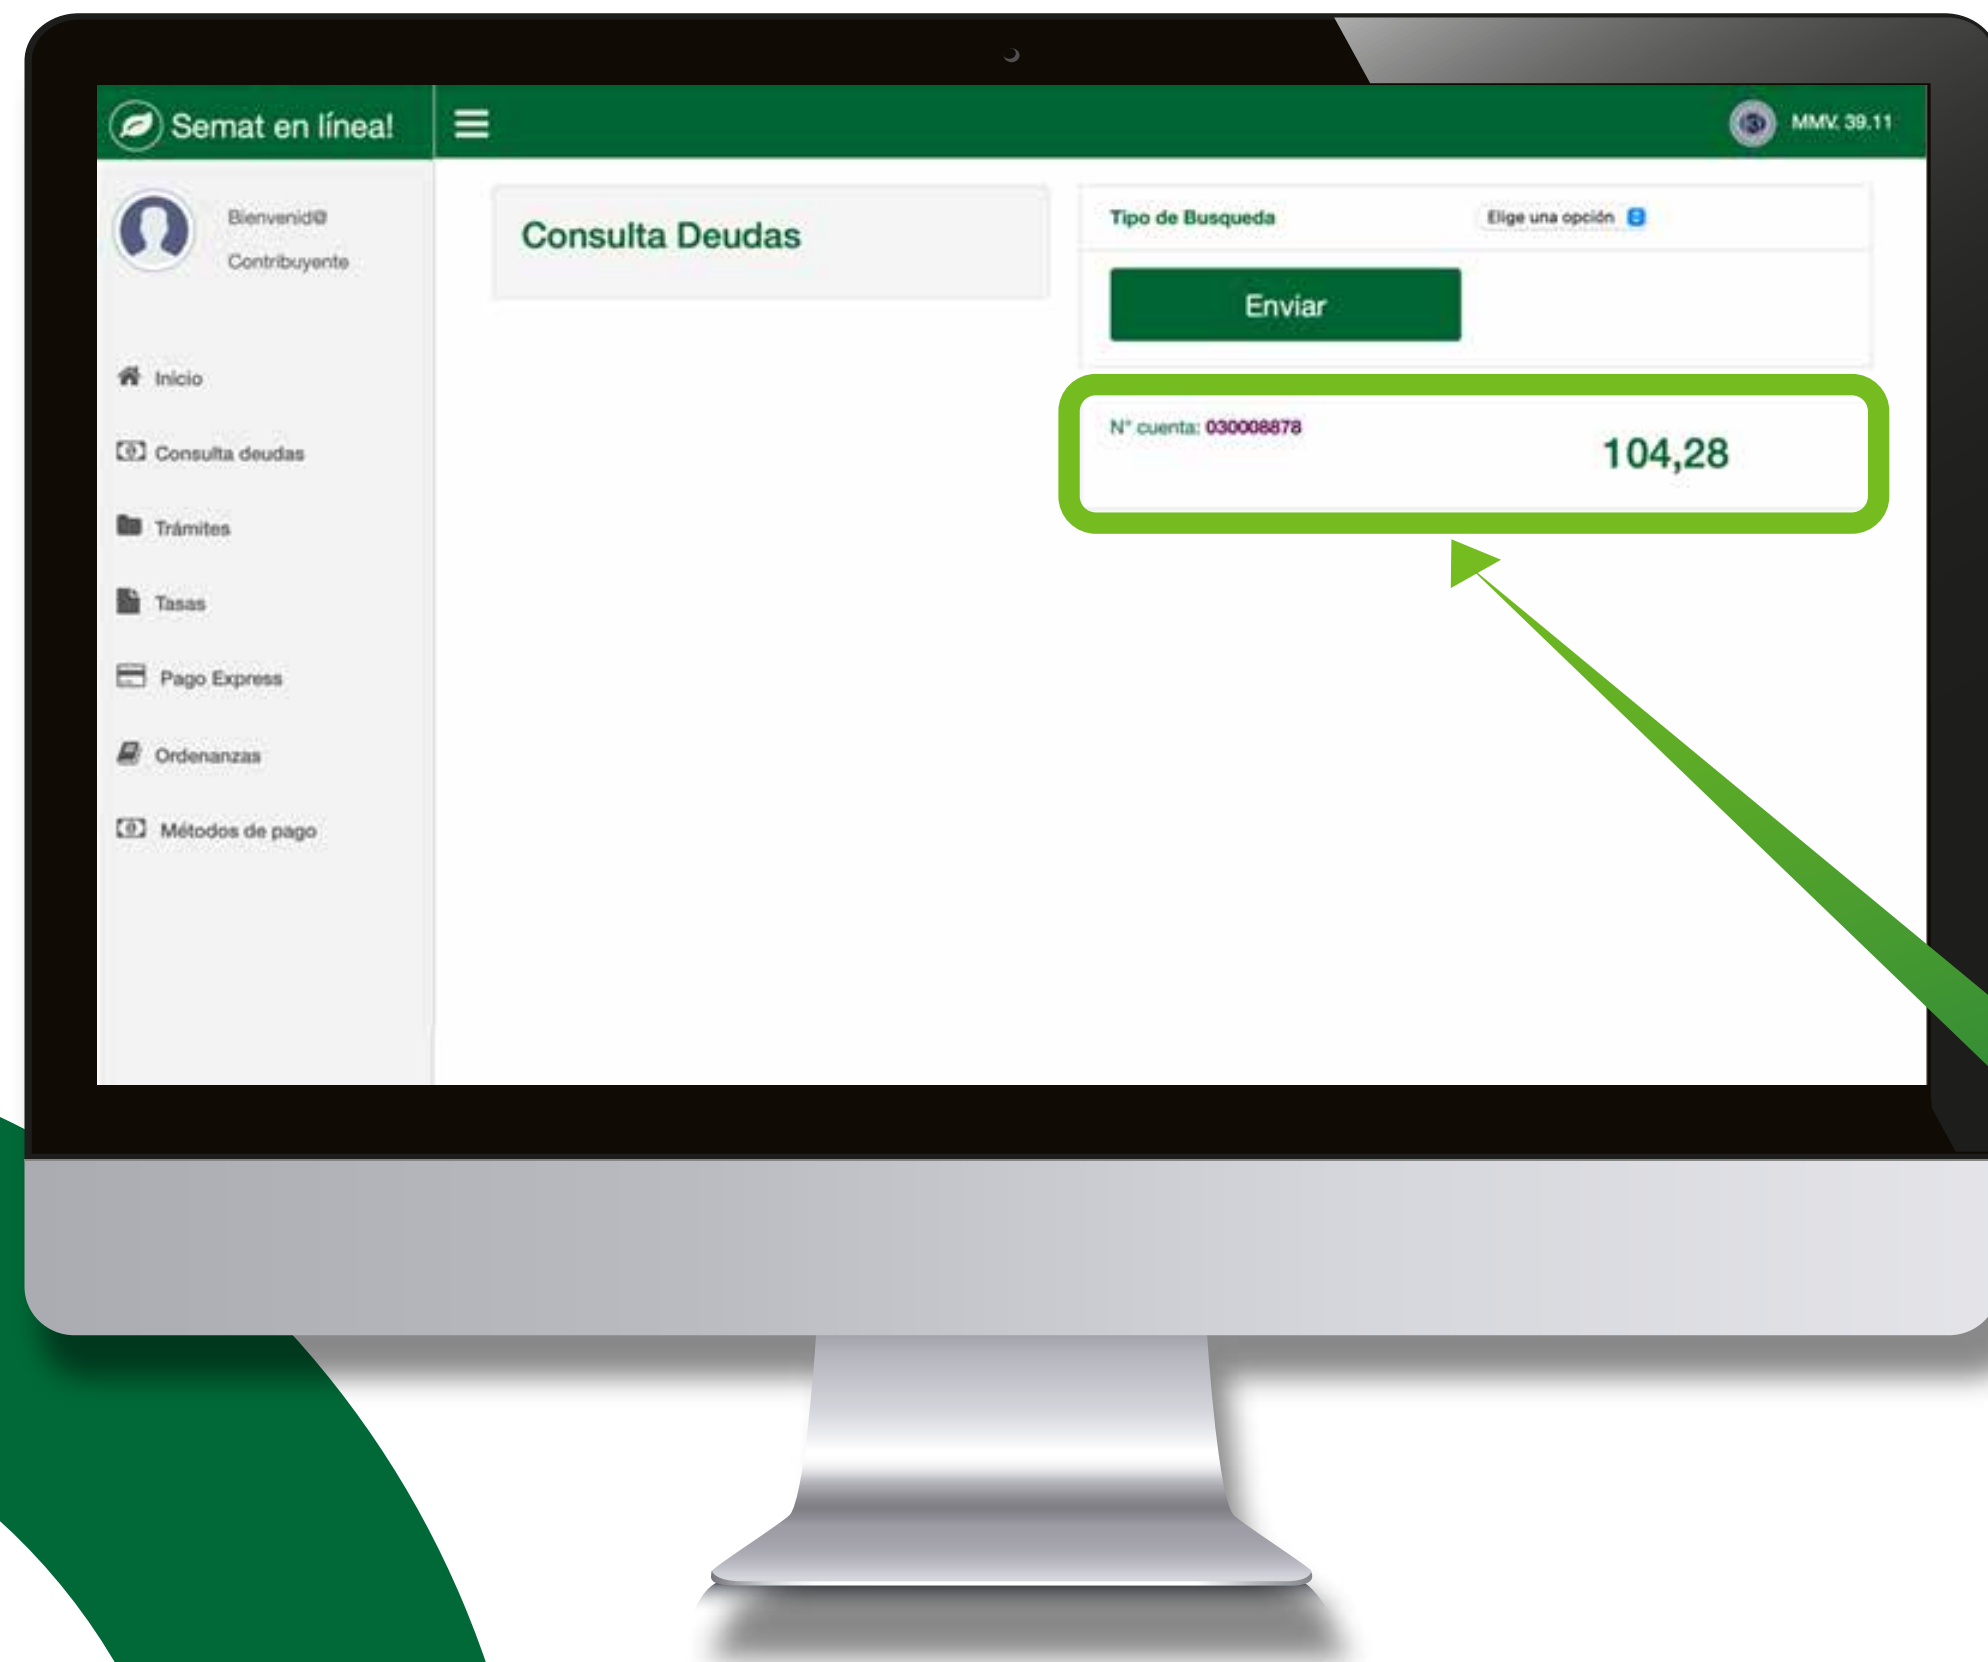 Semat en línea!
MMV. 39.11
Bienvenid@
Contribuyente
Inicio
Consulta deudas
Trámites
Tasas
Pago Express
Ordenanzas
Métodos de pago
Consulta Deudas
Tipo de Busqueda
Elige una opción
Enviar
N° cuenta: 030008878
104,28